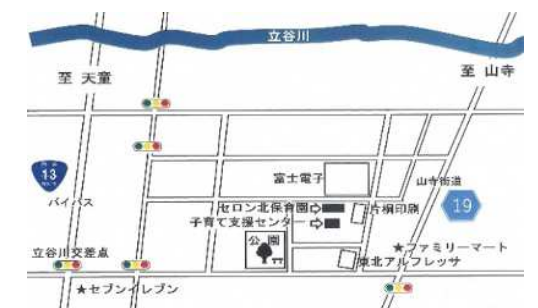 立谷川
至 天童
至 山寺
富士電子
山寺街道
13
バイパス
セロン北保育園⇨
片桐印刷
19
子育て支援センター⇨
公園
★ファミリーマート
立谷川交差点
東北アルフレッサ
★セブンイレブン